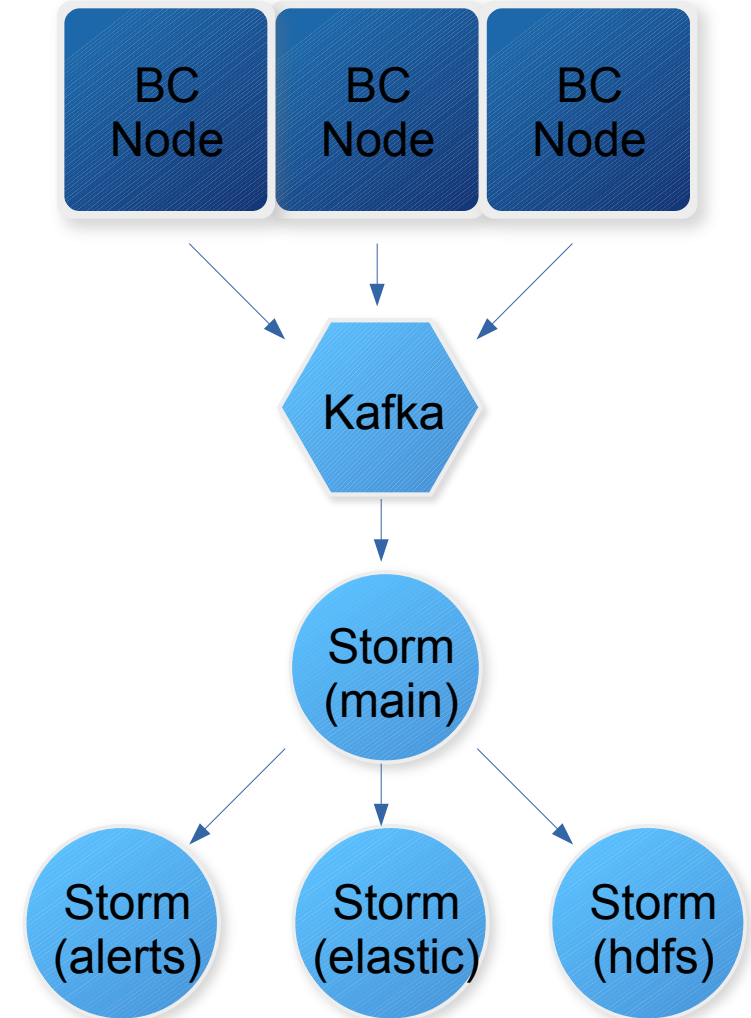 BC
Node
BC
Node
BC
Node
Kafka
Storm
(main)
Storm
(alerts)
Storm
(elastic)
Storm
(hdfs)